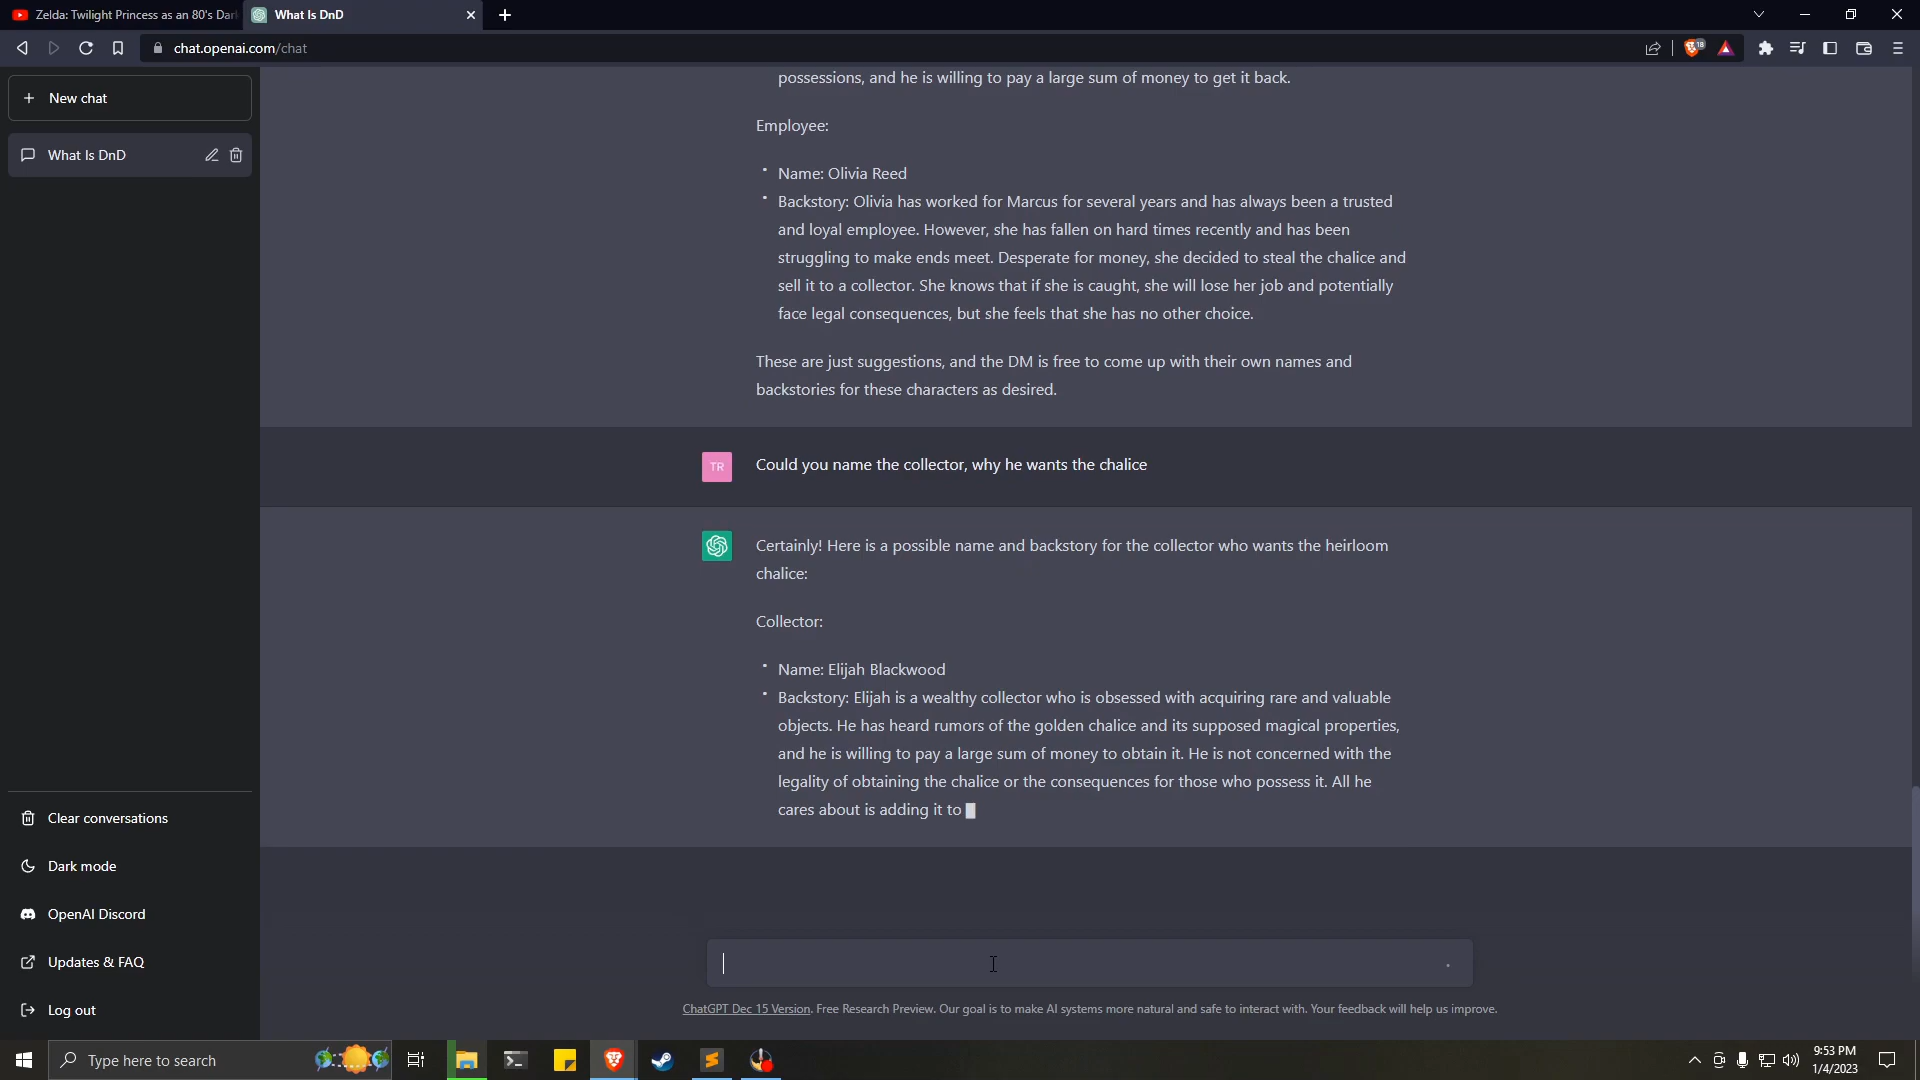 Zelda: Twilight Princess as an 80's Dar
What Is DnD
chat.openai.com/chat
18
New chat
What Is DnD
possessions, and he is willing to pay a large sum of money to get it back.
Employee:
• Name: Olivia Reed
• Backstory: Olivia has worked for Marcus for several years and has always been a trusted
and loyal employee. However, she has fallen on hard times recently and has been
struggling to make ends meet. Desperate for money, she decided to steal the chalice and
sell it to a collector. She knows that if she is caught, she will lose her job and potentially
face legal consequences, but she feels that she has no other choice.
These are just suggestions, and the DM is free to come up with their own names and
backstories for these characters as desired.
TR
Could you name the collector, why he wants the chalice
Certainly! Here is a possible name and backstory for the collector who wants the heirloom
chalice:
Collector:
• Name: Elijah Blackwood
• Backstory: Elijah is a wealthy collector who is obsessed with acquiring rare and valuable
objects. He has heard rumors of the golden chalice and its supposed magical properties,
and he is willing to pay a large sum of money to obtain it. He is not concerned with the
legality of obtaining the chalice or the consequences for those who possess it. All he
cares about is adding it to
Clear conversations
Dark mode
OpenAI Discord
Updates & FAQ
Log out
ChatGPT Dec 15 Version. Free Research Preview. Our goal is to make AI systems more natural and safe to interact with. Your feedback will help us improve.
Type here to search
9:53 PM
1/4/2023